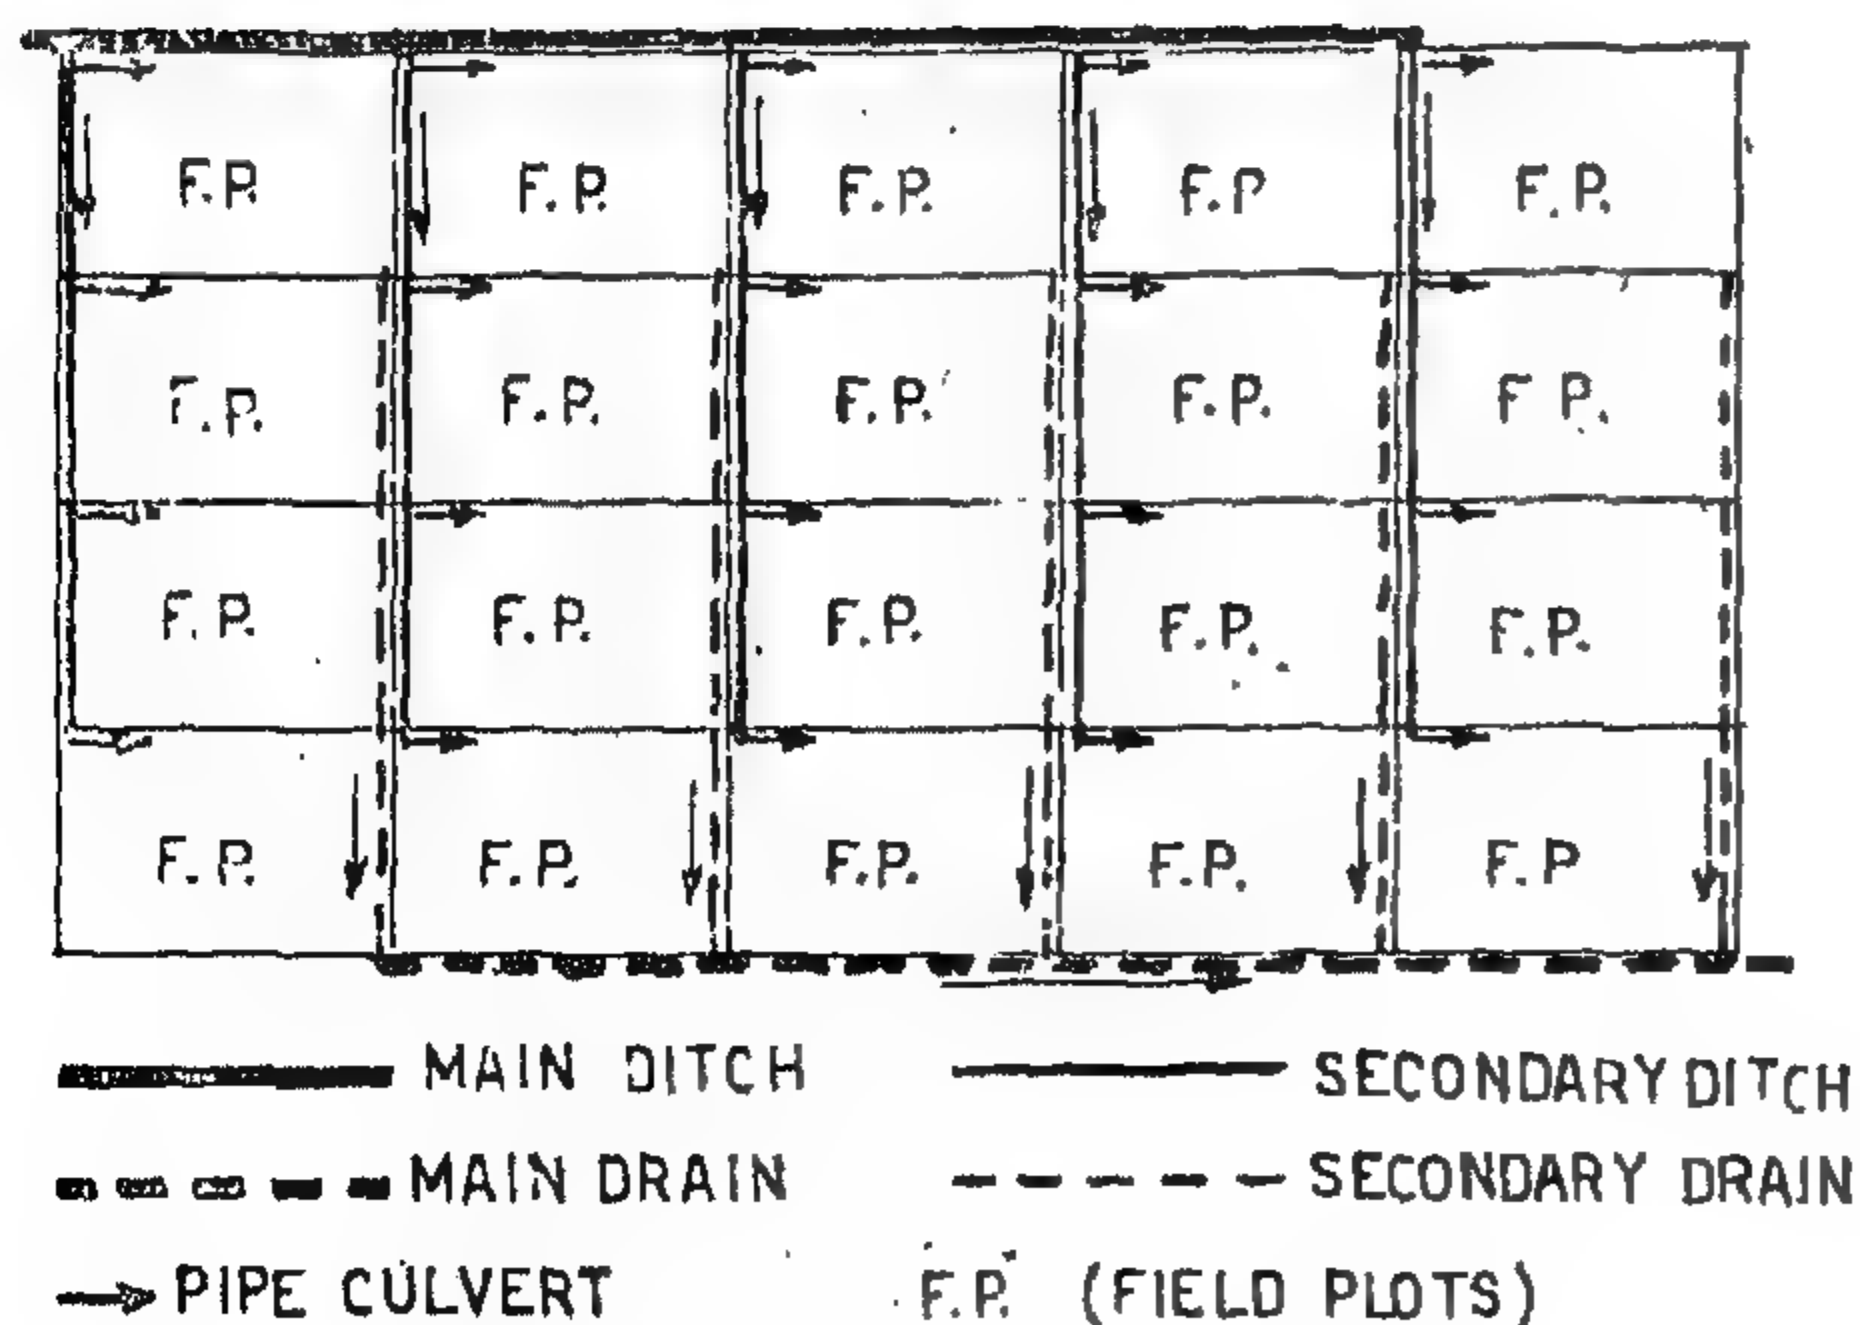 F.P. F.P. F.P. F.P F.P.
F.P. F.P. F.P. F.P. F P.
F.P. F.P. F.P. F.P. F.P.
F.P. F.P. F.P. F.P. F.P
MAIN DITCH SECONDARY DITCH
MAIN DRAIN SECONDARY DRAIN
PIPE CULVERT F.P. (FIELD PLOTS)